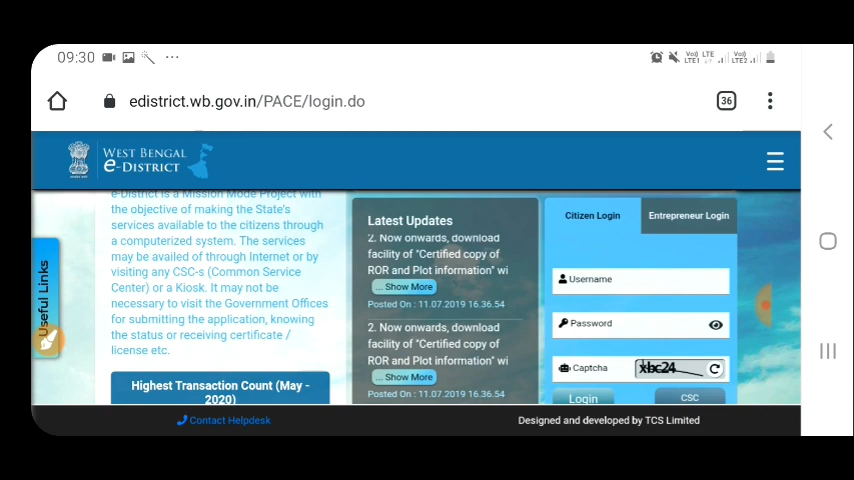 09:30
Vo)) LTE Vo))
LTE1 LTE2
edistrict.wb.gov.in/PACE/login.do
36
WEST BENGAL
e-DISTRICT
e-District is a Mission Mode Project with
the objective of making the State's
services available to the citizens through
a computerized system. The services
may be availed of through Internet or by
visiting any CSC-s (Common Service
Center) or a Kiosk. It may not be
necessary to visit the Government Offices
for submitting the application, knowing
the status or receiving certificate /
license etc.
Highest Transaction Count (May -
2020)
Useful Links
Latest Updates
2. Now onwards, download
facility of "Certified copy of
ROR and Plot information" wi
... Show More
Posted On : 11.07.2019 16.36.54
2. Now onwards, download
facility of "Certified copy of
ROR and Plot information" wi
... Show More
Posted On : 11.07.2019 16.36.54
Citizen Login Entrepreneur Login
Username
Password
Captcha xbc24
Login CSC
Contact Helpdesk
Designed and developed by TCS Limited